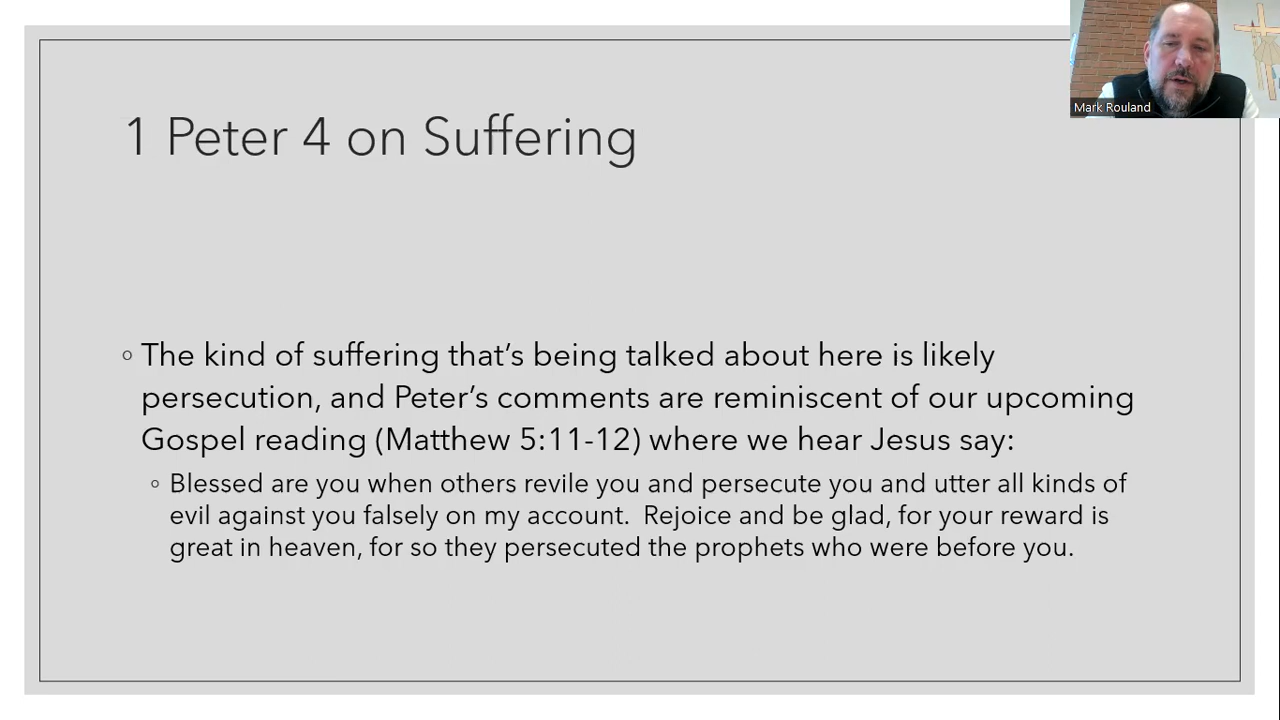 Mark Rouland
1 Peter 4 on Suffering
◦ The kind of suffering that’s being talked about here is likely
persecution, and Peter’s comments are reminiscent of our upcoming
Gospel reading (Matthew 5:11-12) where we hear Jesus say:
◦ Blessed are you when others revile you and persecute you and utter all kinds of
evil against you falsely on my account.  Rejoice and be glad, for your reward is
great in heaven, for so they persecuted the prophets who were before you.